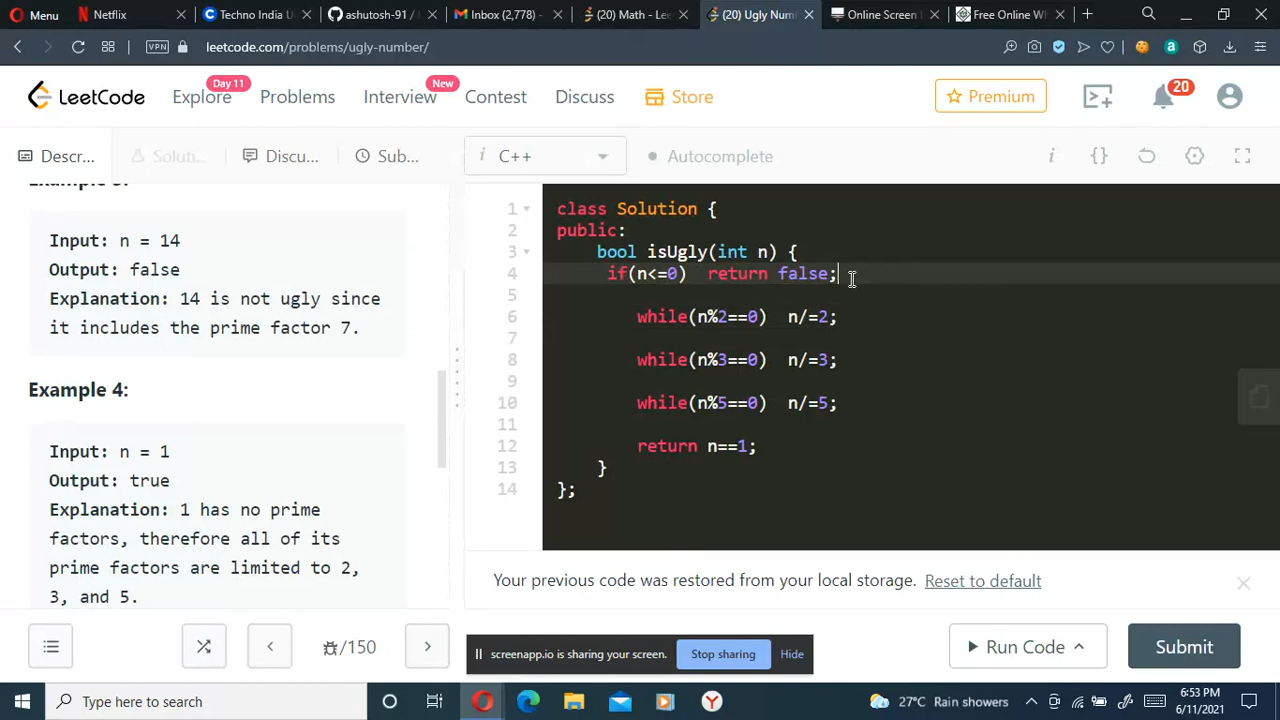 Menu
Netflix
Techno India U
ashutosh-91 / L
Inbox (2,778) -
(20) Math - Lee
(20) Ugly Num
Online Screen
Free Online W
VPN leetcode.com/problems/ugly-number/
LeetCode
Explore
Day 11
Problems
Interview
New
Contest
Discuss
Store
Premium
20
Descr...
Soluti...
Discu...
Sub...
i C++
Autocomplete
i {}
Input: n = 14
Output: false
Explanation: 14 is not ugly since
it includes the prime factor 7.
Example 4:
Input: n = 1
Output: true
Explanation: 1 has no prime
factors, therefore all of its
prime factors are limited to 2,
3, and 5.
1 class Solution {
2 public:
3 bool isUgly(int n) {
4 if(n<=0) return false;
5
6 while(n%2==0) n/=2;
7
8 while(n%3==0) n/=3;
9
10 while(n%5==0) n/=5;
11
12 return n==1;
13 }
14 };
Your previous code was restored from your local storage. Reset to default
/150
screenapp.io is sharing your screen.
Stop sharing
Hide
Run Code
Submit
Type here to search
27°C Rain showers
6:53 PM
6/11/2021